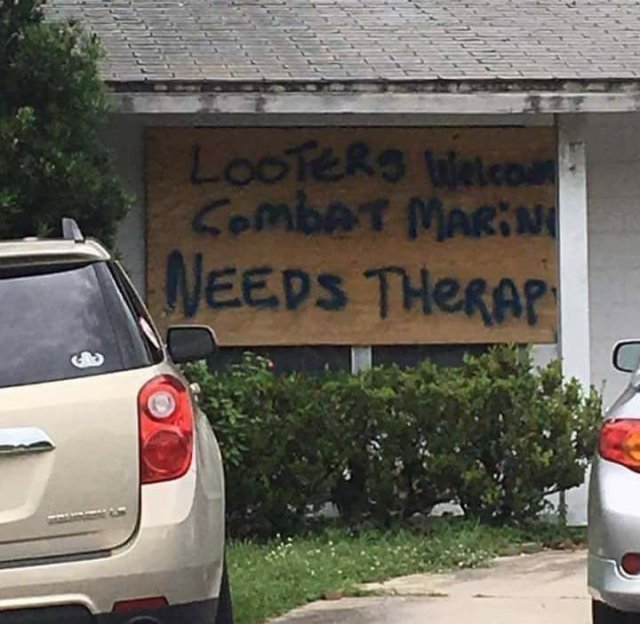 LOOTERS Welcom
COMBAT MARIN
NEEDS THERAP